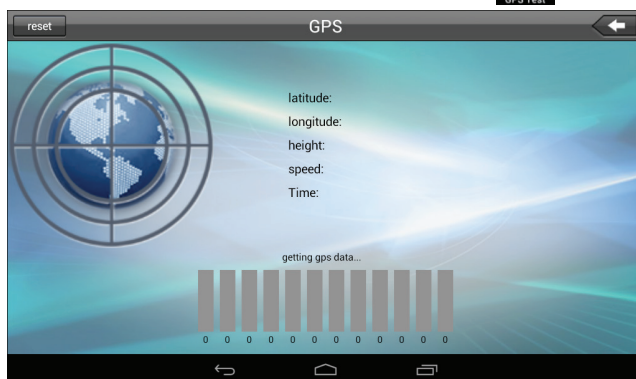 GPS Test
reset
GPS
latitude:
longitude:
height:
speed:
Time:
getting gps data...
0 0 0 0 0 0 0 0 0 0 0 0